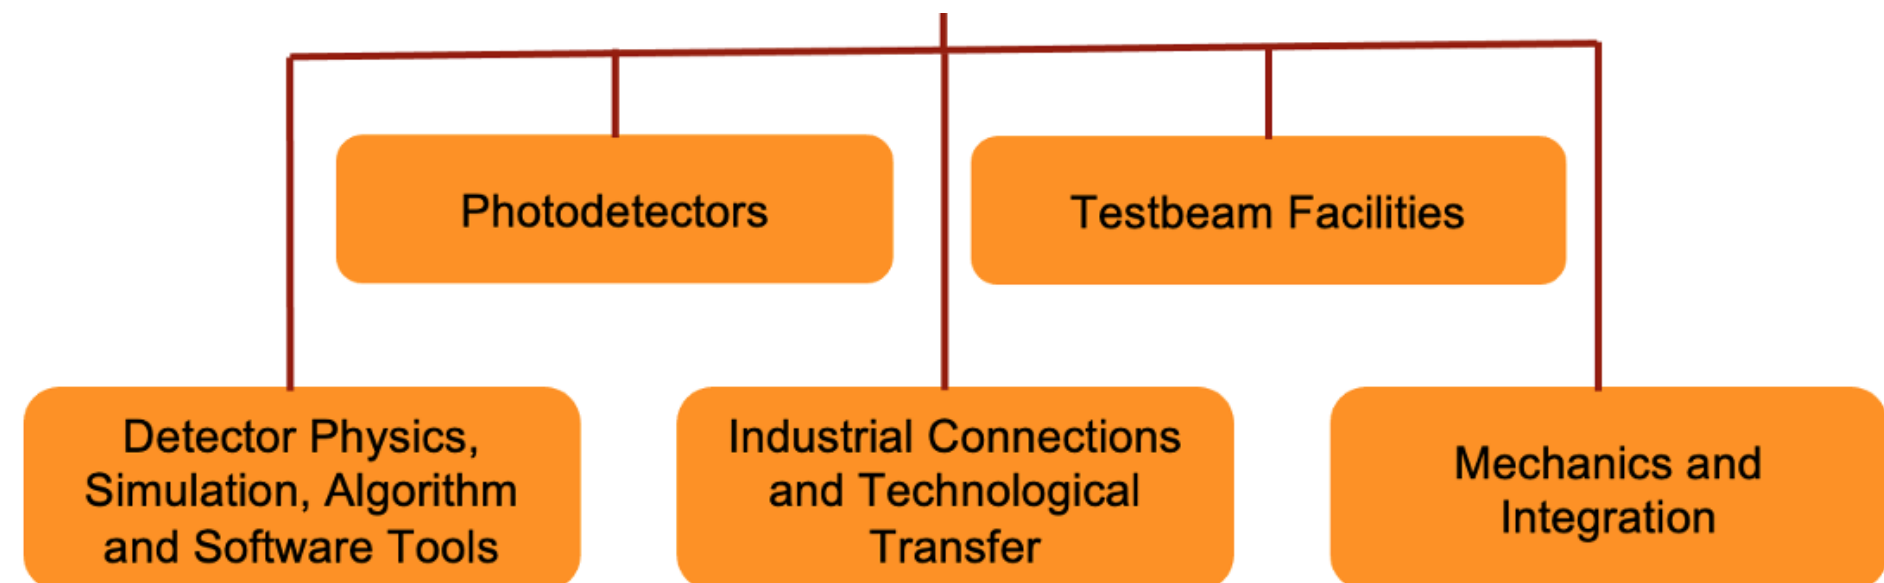 Photodetectors
Testbeam Facilities
Detector Physics,
Simulation, Algorithm
and Software Tools
Industrial Connections
and Technological
Transfer
Mechanics and
Integration